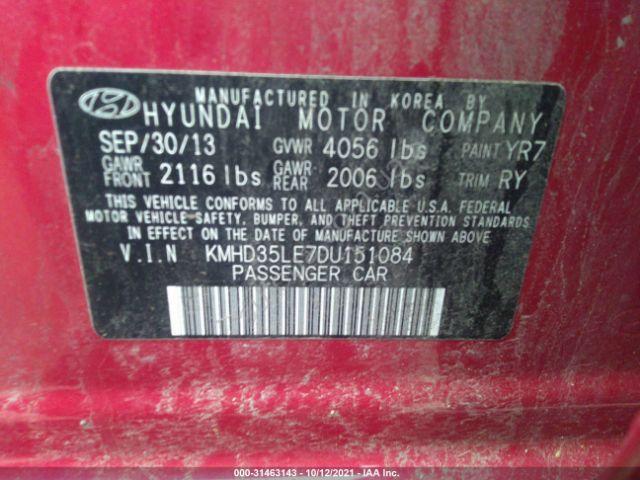 MANUFACTURED IN KOREA BY
HYUNDAI MOTOR COMPANY
SEP/30/13 GVWR 4056 lbs PAINT YR7
GAWR FRONT 2116 lbs GAWR REAR 2006 lbs TRIM RY
THIS VEHICLE CONFORMS TO ALL APPLICABLE U.S.A. FEDERAL
MOTOR VEHICLE SAFETY, BUMPER, AND THEFT PREVENTION STANDARDS
IN EFFECT ON THE DATE OF MANUFACTURE SHOWN ABOVE.
V.I.N KMHD35LE7DU151084
PASSENGER CAR
000-31463143 - 10/12/2021 - IAA Inc.